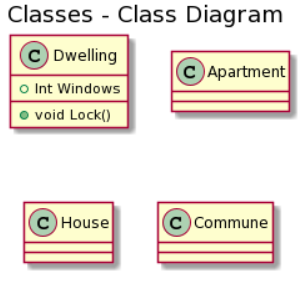 Classes - Class Diagram
C Dwelling
Int Windows
void Lock()
C Apartment
C House
C Commune